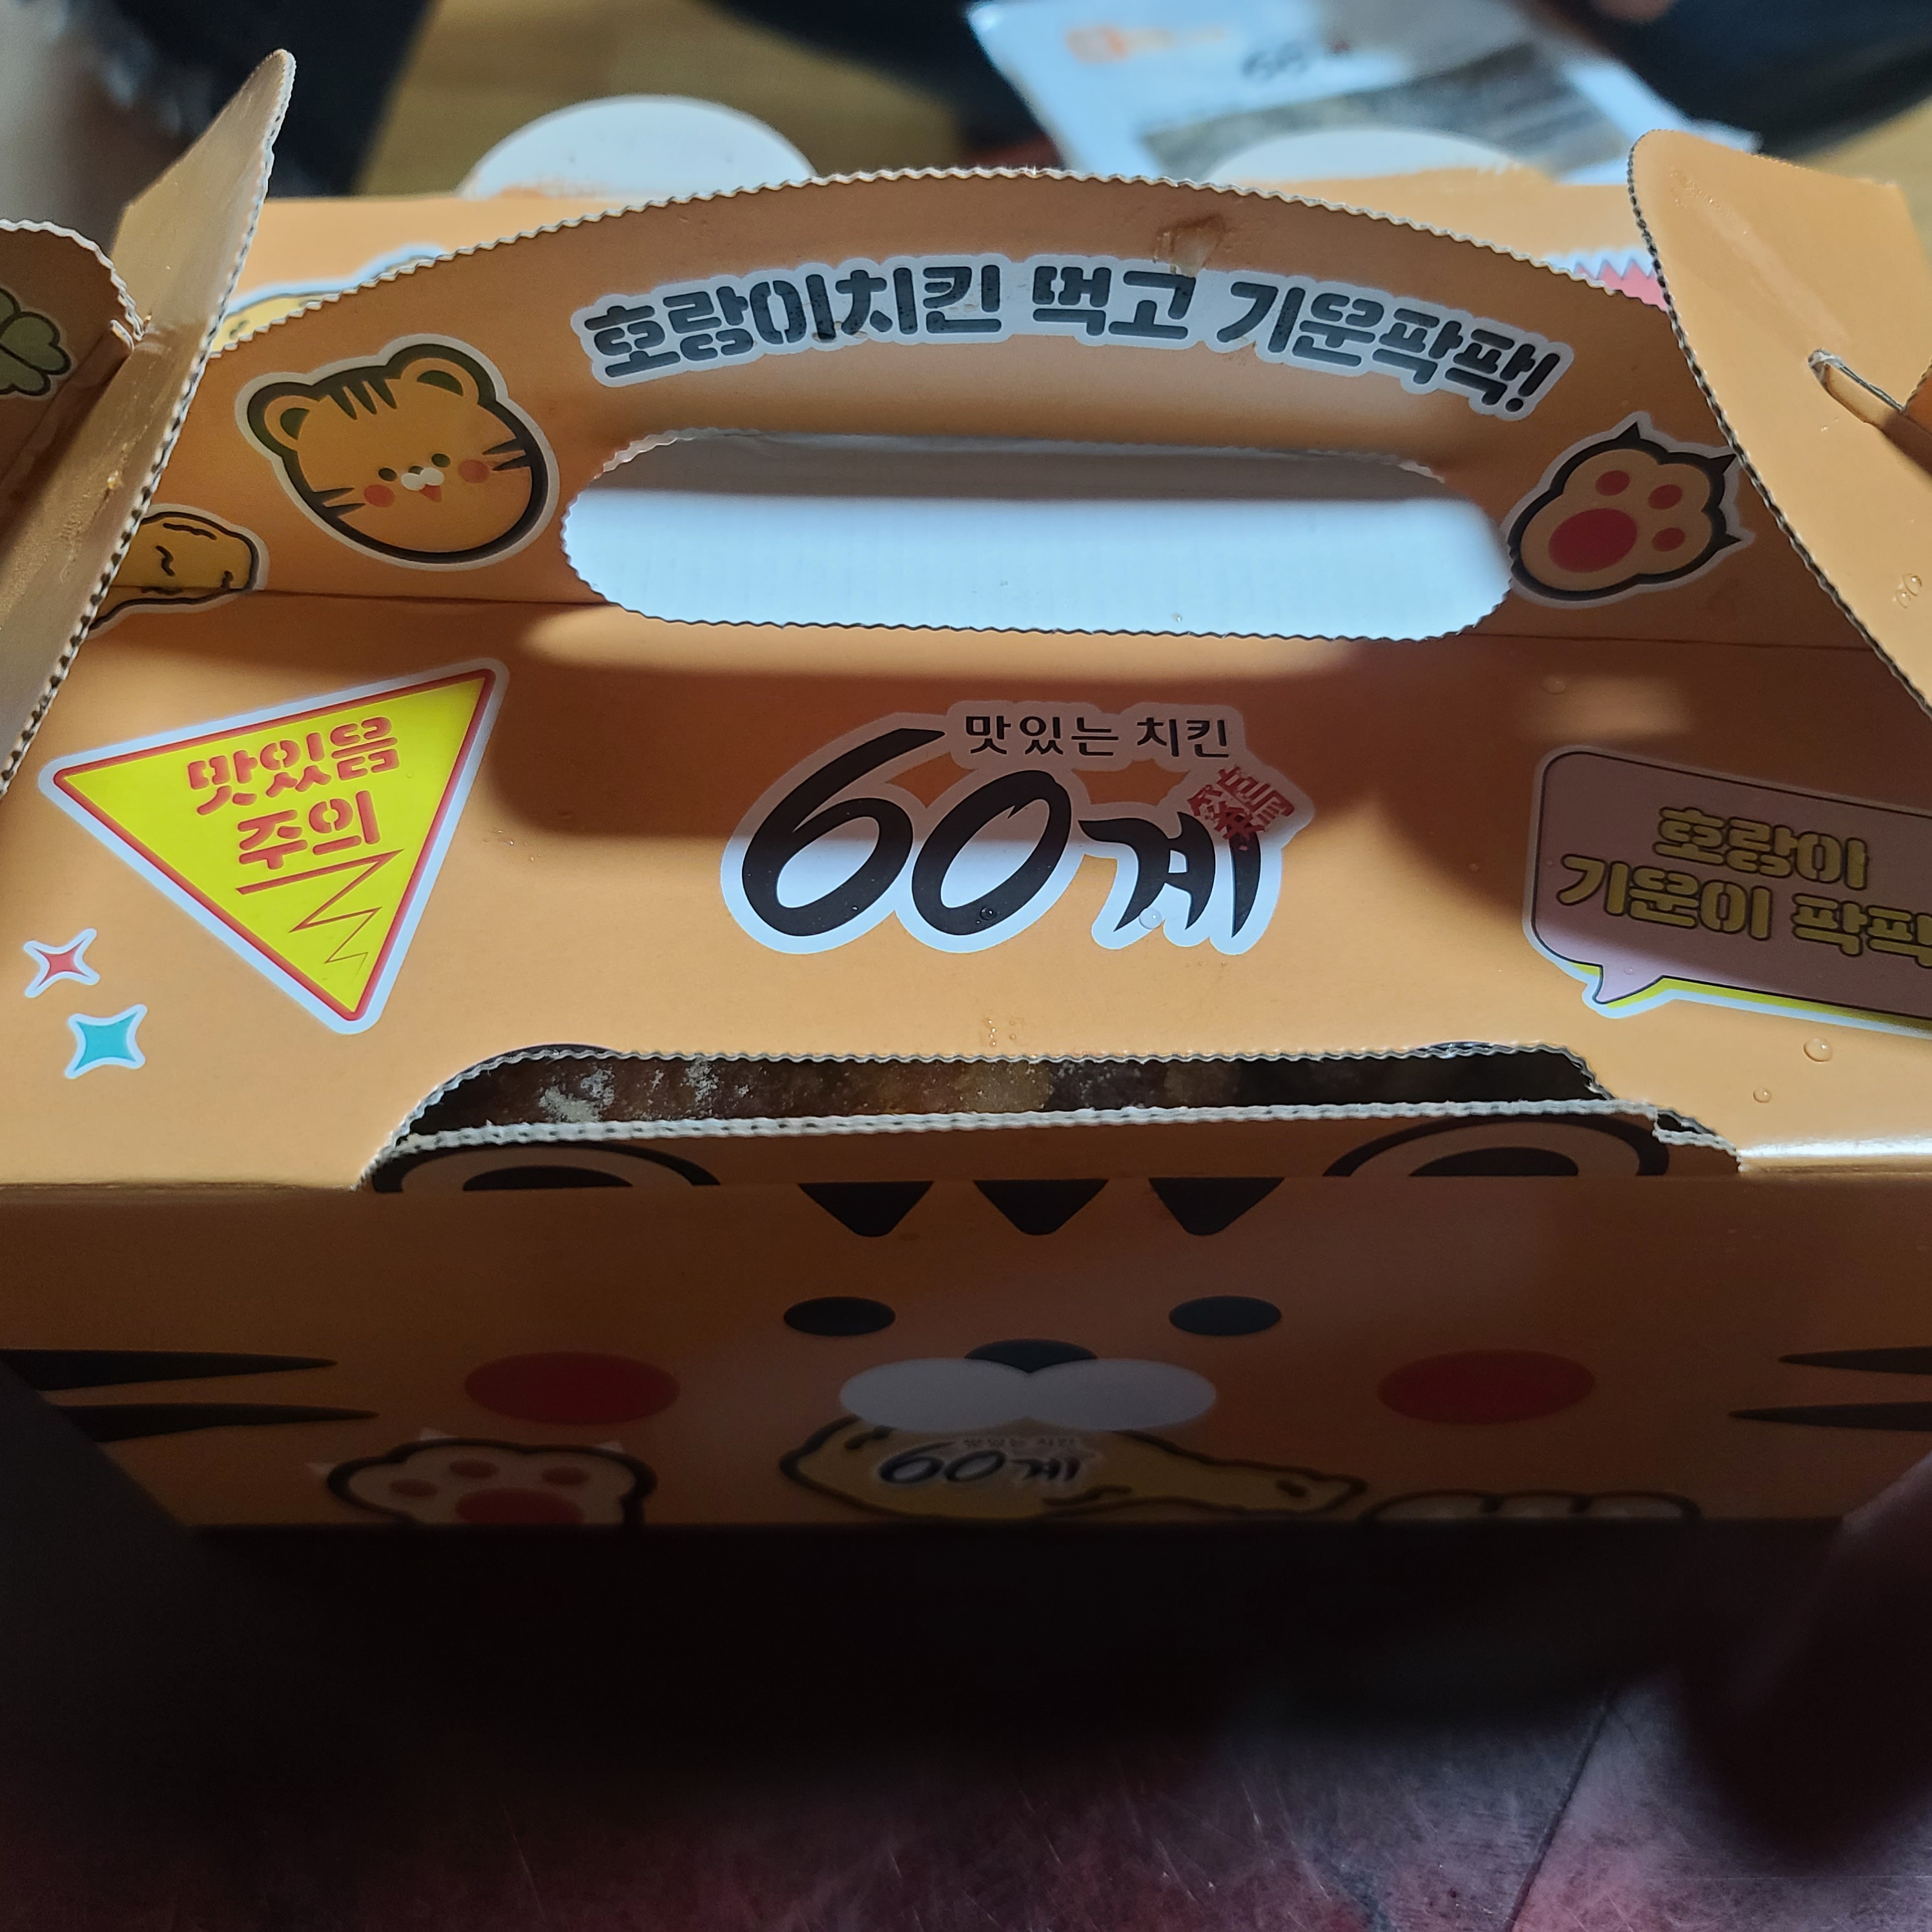 호랑이치킨 먹고 기운팍팍!
맛있는 치킨
60계
맛있음
주의
호랑이
기운이 팍팍
60계